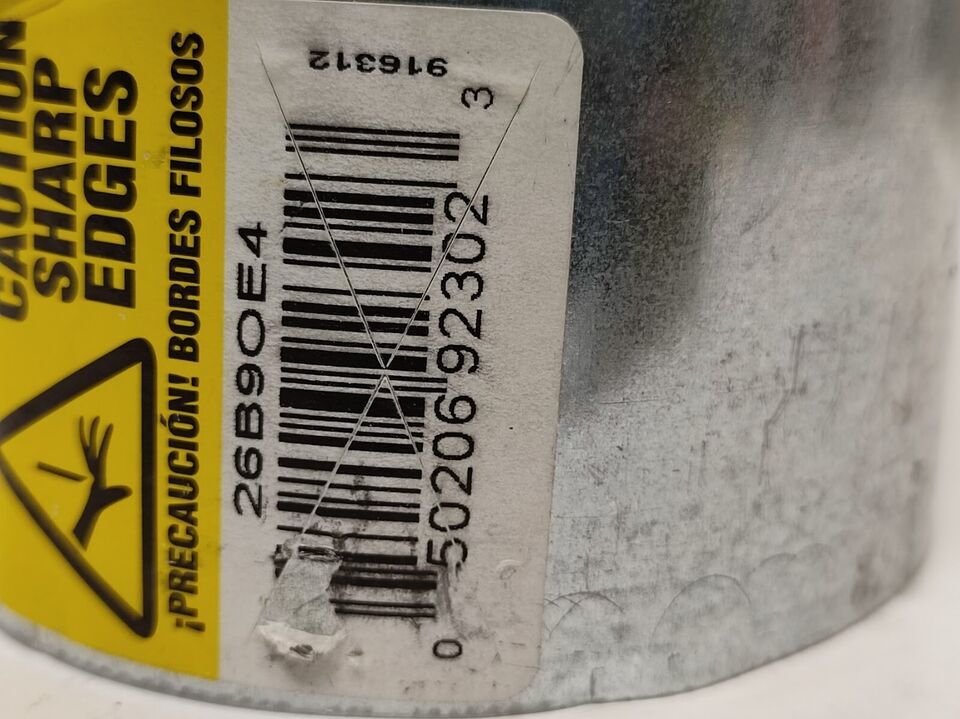 CAUTION
SHARP
EDGES
¡PRECAUCIÓN! BORDES FILOSOS
26B90E4
0 50206 92302 3
916312